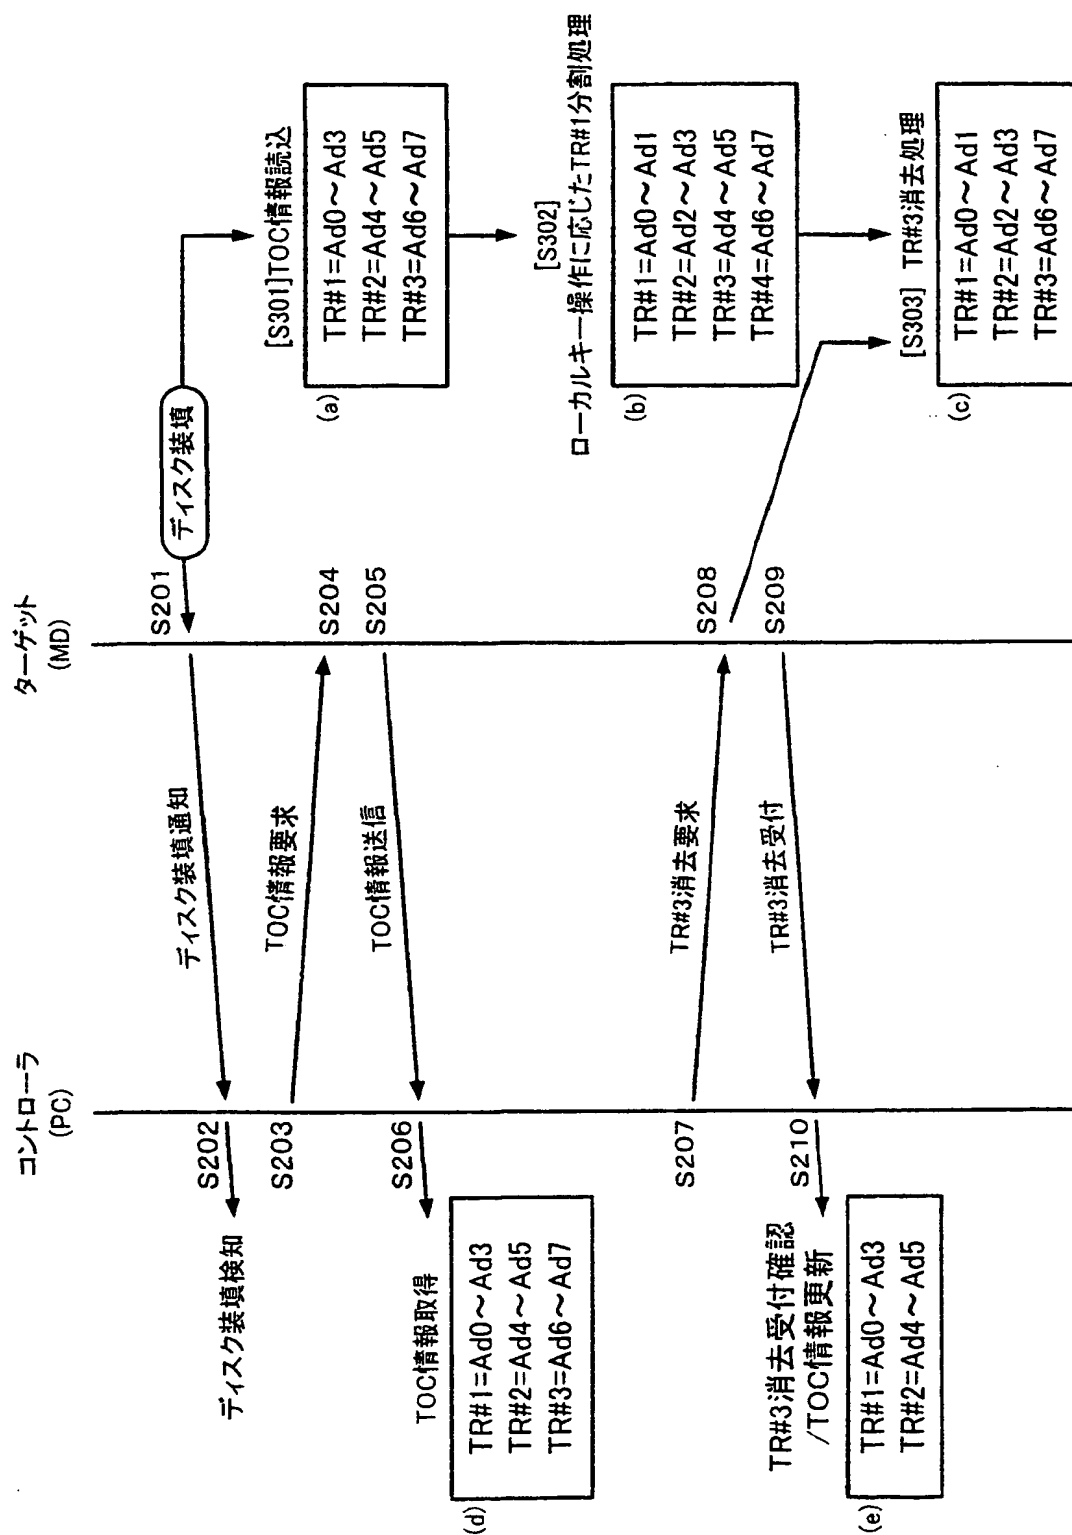 コントローラ
(PC)
ターゲット
(MD)
ディスク装填
S201
ディスク装填通知
S202
ディスク装填検知
S203
TOC情報要求
S204
S205
TOC情報送信
S206
TOC情報取得
(d)
TR#1=Ad0～Ad3
TR#2=Ad4～Ad5
TR#3=Ad6～Ad7
[S301]TOC情報読込
(a)
TR#1=Ad0～Ad3
TR#2=Ad4～Ad5
TR#3=Ad6～Ad7
[S302]
ローカルキー操作に応じたTR#1分割処理
(b)
TR#1=Ad0～Ad1
TR#2=Ad2～Ad3
TR#3=Ad4～Ad5
TR#4=Ad6～Ad7
S207
TR#3消去要求
S208
S209
TR#3消去受付
S210
TR#3消去受付確認
/TOC情報更新
(e)
TR#1=Ad0～Ad3
TR#2=Ad4～Ad5
[S303] TR#3消去処理
(c)
TR#1=Ad0～Ad1
TR#2=Ad2～Ad3
TR#3=Ad6～Ad7